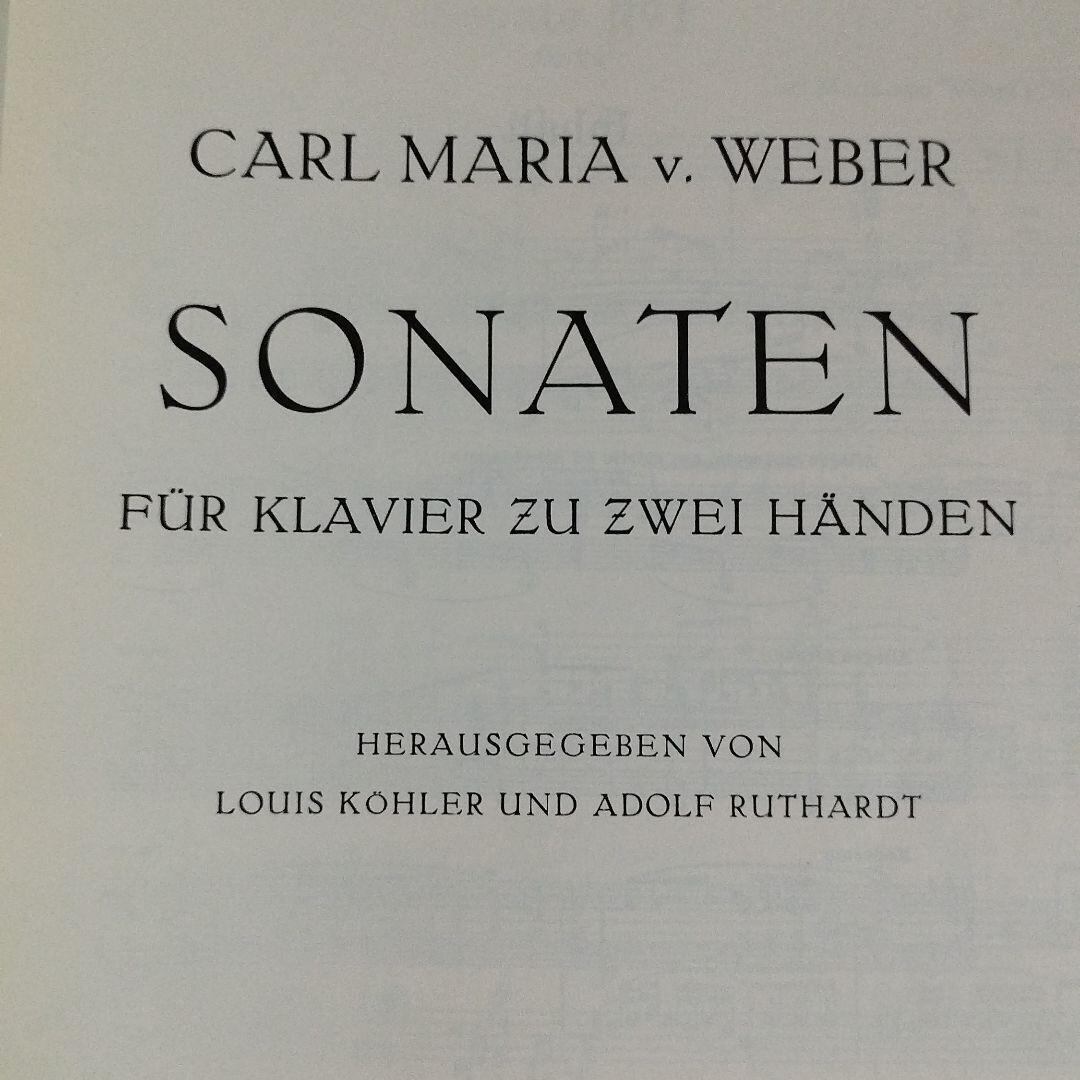 CARL MARIA v. WEBER
SONATEN
FÜR KLAVIER ZU ZWEI HÄNDEN
HERAUSGEGEBEN VON
LOUIS KÖHLER UND ADOLF RUTHARDT